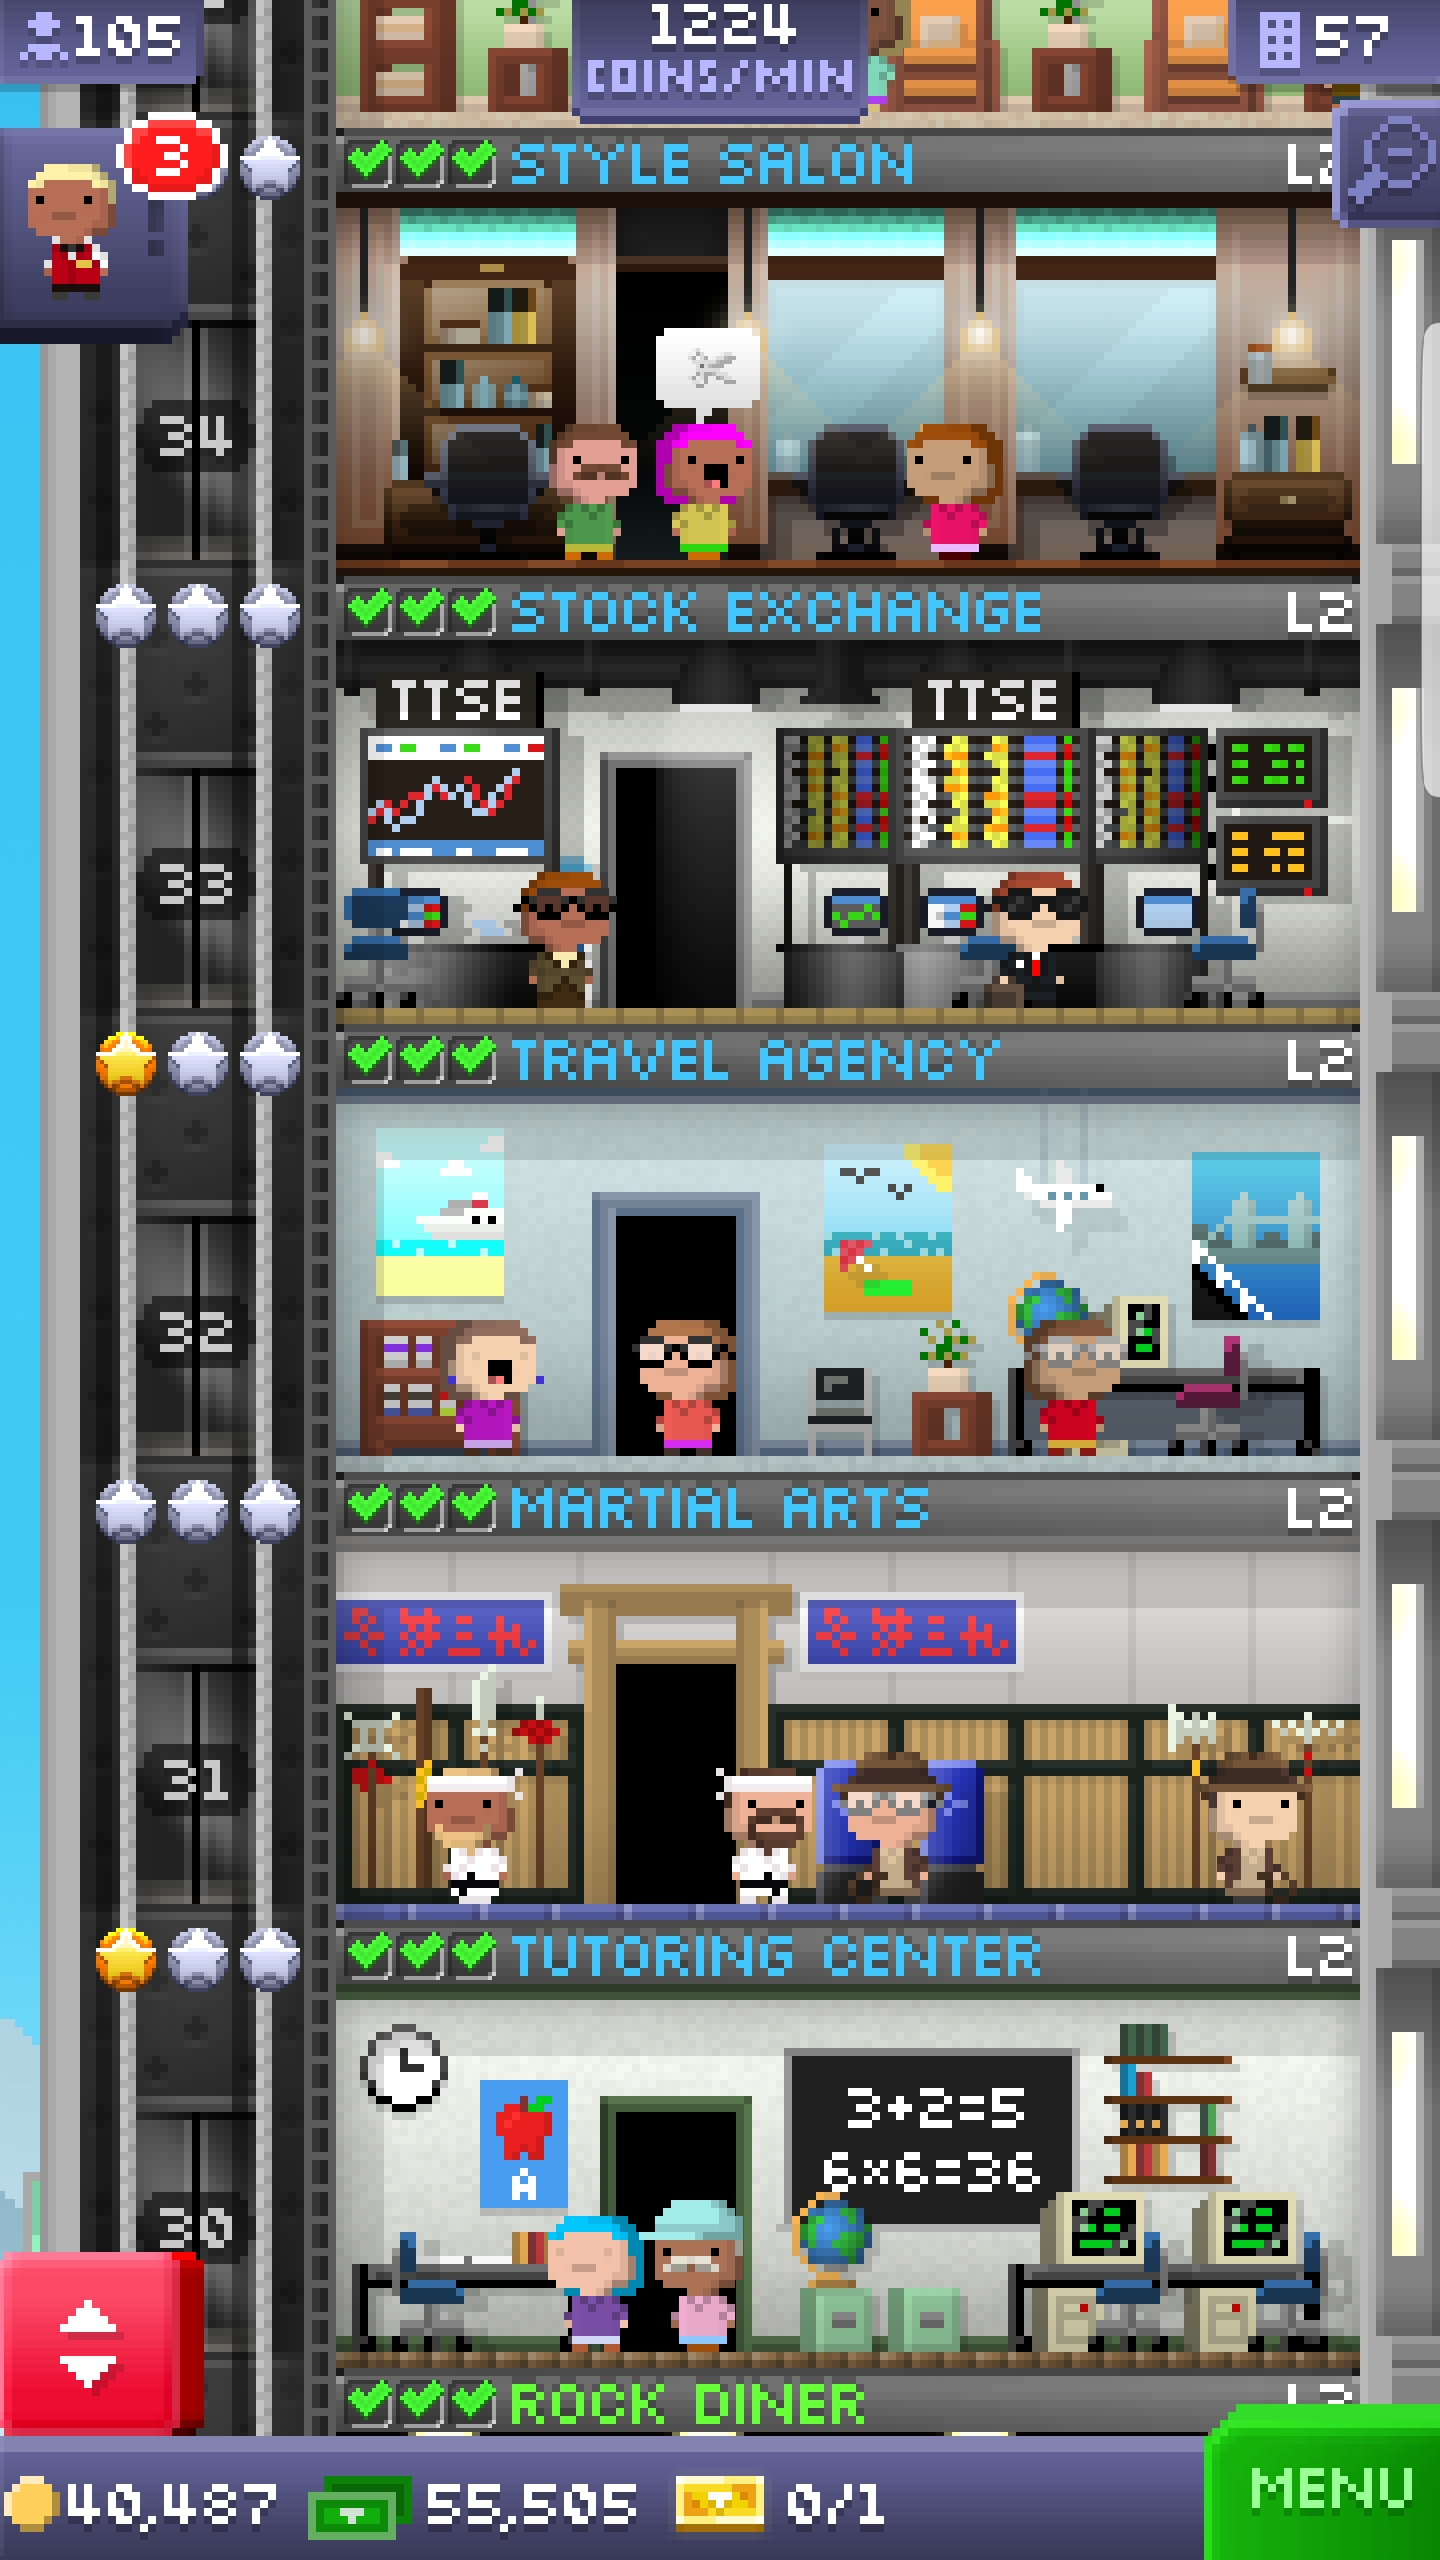 105
1224
COINS/MIN
57
3
STYLE SALON
34
STOCK EXCHANGE L2
TTSE
TTSE
33
TRAVEL AGENCY L2
32
MARTIAL ARTS L2
31
TUTORING CENTER L2
3+2=5
6×6=36
A
30
ROCK DINER
40,487
55,505
0/1
MENU